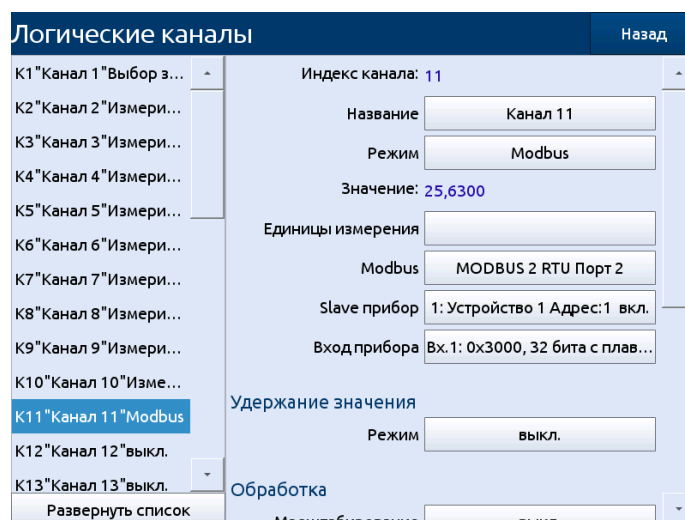 Логические каналы
Назад
К1"Канал 1"Выбор з...
К2"Канал 2"Измери...
К3"Канал 3"Измери...
К4"Канал 4"Измери...
К5"Канал 5"Измери...
К6"Канал 6"Измери...
К7"Канал 7"Измери...
К8"Канал 8"Измери...
К9"Канал 9"Измери...
К10"Канал 10"Изме...
К11"Канал 11"Modbus
К12"Канал 12"выкл.
К13"Канал 13"выкл.
Развернуть список
Индекс канала: 11
Название Канал 11
Режим Modbus
Значение: 25,6300
Единицы измерения
Modbus MODBUS 2 RTU Порт 2
Slave прибор 1: Устройство 1 Адрес:1 вкл.
Вход прибора Вх.1: 0x3000, 32 бита с плав...
Удержание значения
Режим выкл.
Обработка
Масштабирование выкл.